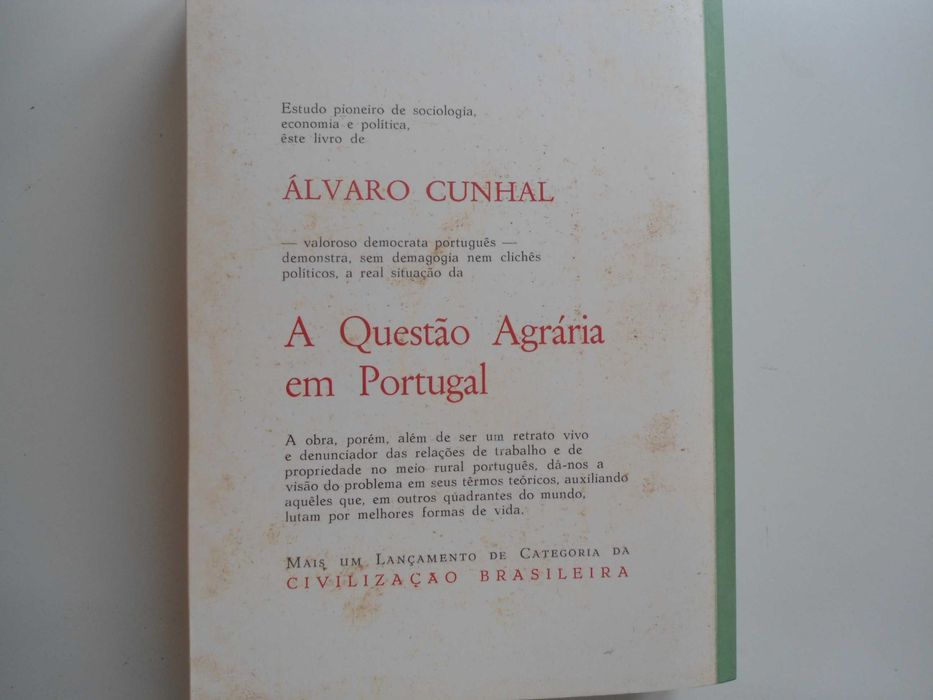 Estudo pioneiro de sociologia,
economia e política,
êste livro de
ÁLVARO CUNHAL
— valoroso democrata português —
demonstra, sem demagogia nem clichês
políticos, a real situação da
A Questão Agrária
em Portugal
A obra, porém, além de ser um retrato vivo
e denunciador das relações de trabalho e de
propriedade no meio rural português, dá-nos a
visão do problema em seus têrmos teóricos, auxiliando
aquêles que, em outros quadrantes do mundo,
lutam por melhores formas de vida.
MAIS UM LANÇAMENTO DE CATEGORIA DA
CIVILIZAÇÃO BRASILEIRA